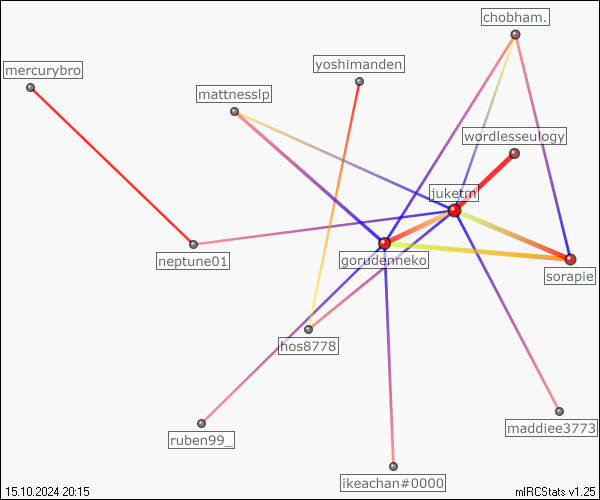 chobham.
yoshimanden
mercurybro
mattnesslp
wordlesseulogy
juketm
neptune01
gorudenneko
sorapie
hos8778
maddiee3773
ruben99_
ikeachan#0000
15.10.2024 20:15
mIRCStats v1.25